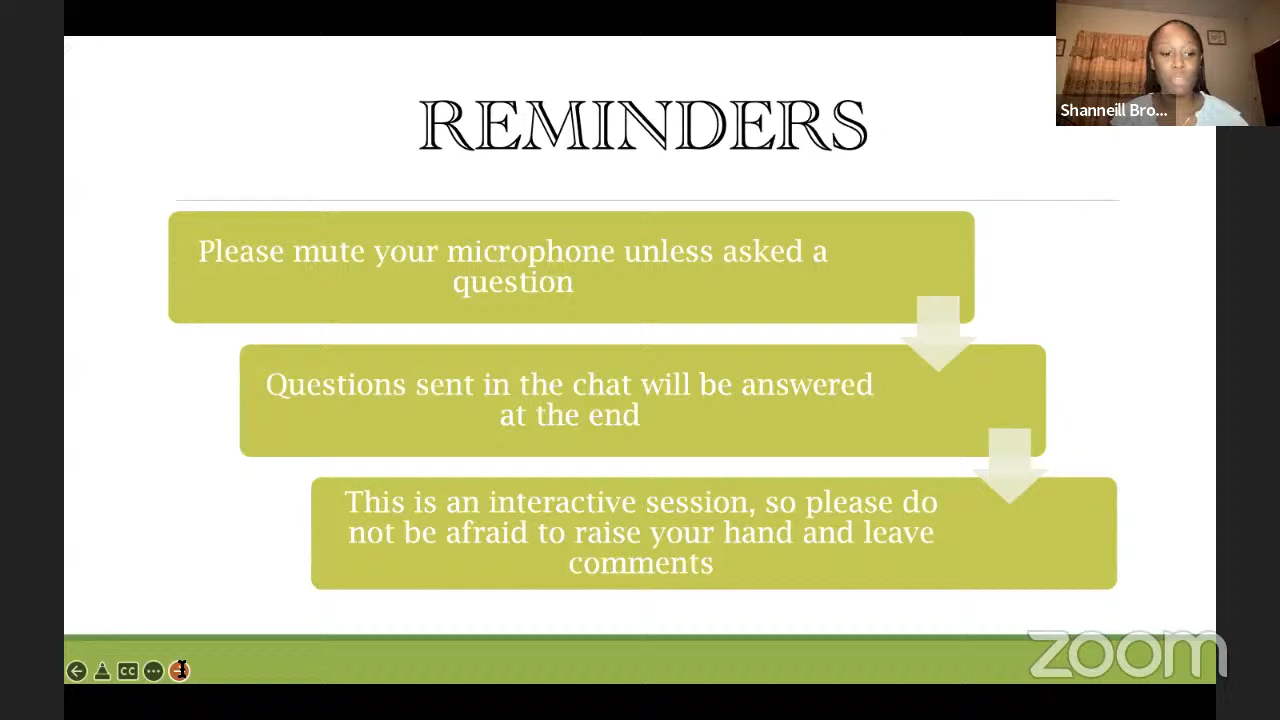 REMINDERS
Shanneill Bro...
Please mute your microphone unless asked a
question
Questions sent in the chat will be answered
at the end
This is an interactive session, so please do
not be afraid to raise your hand and leave
comments
CC
zoom